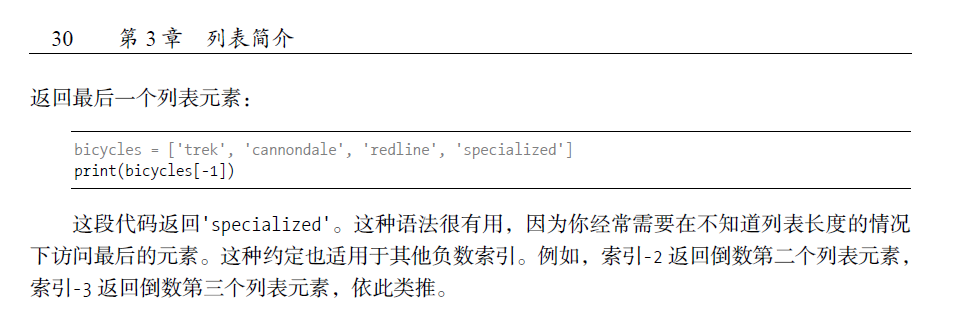 30 第 3 章 列表简介
返回最后一个列表元素：
bicycles = ['trek', 'cannondale', 'redline', 'specialized']
print(bicycles[-1])
这段代码返回'specialized'。这种语法很有用，因为你经常需要在不知道列表长度的情况
下访问最后的元素。这种约定也适用于其他负数索引。例如，索引-2 返回倒数第二个列表元素，
索引-3 返回倒数第三个列表元素，依此类推。